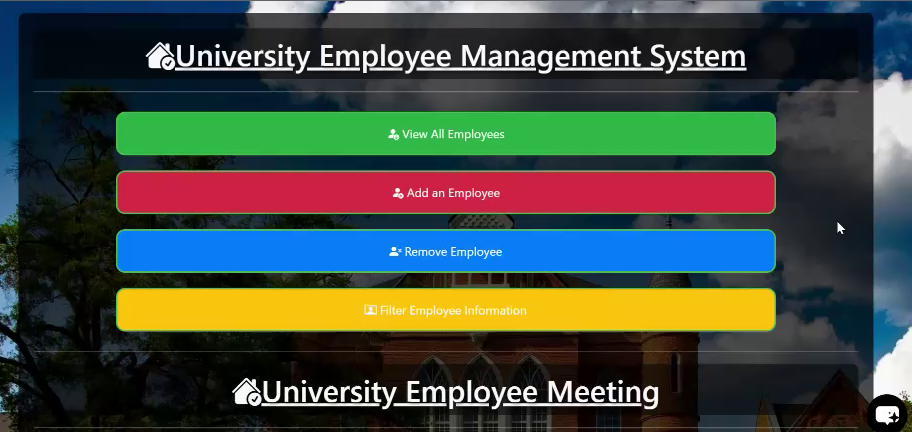 University Employee Management System
View All Employees
Add an Employee
Remove Employee
Filter Employee Information
University Employee Meeting